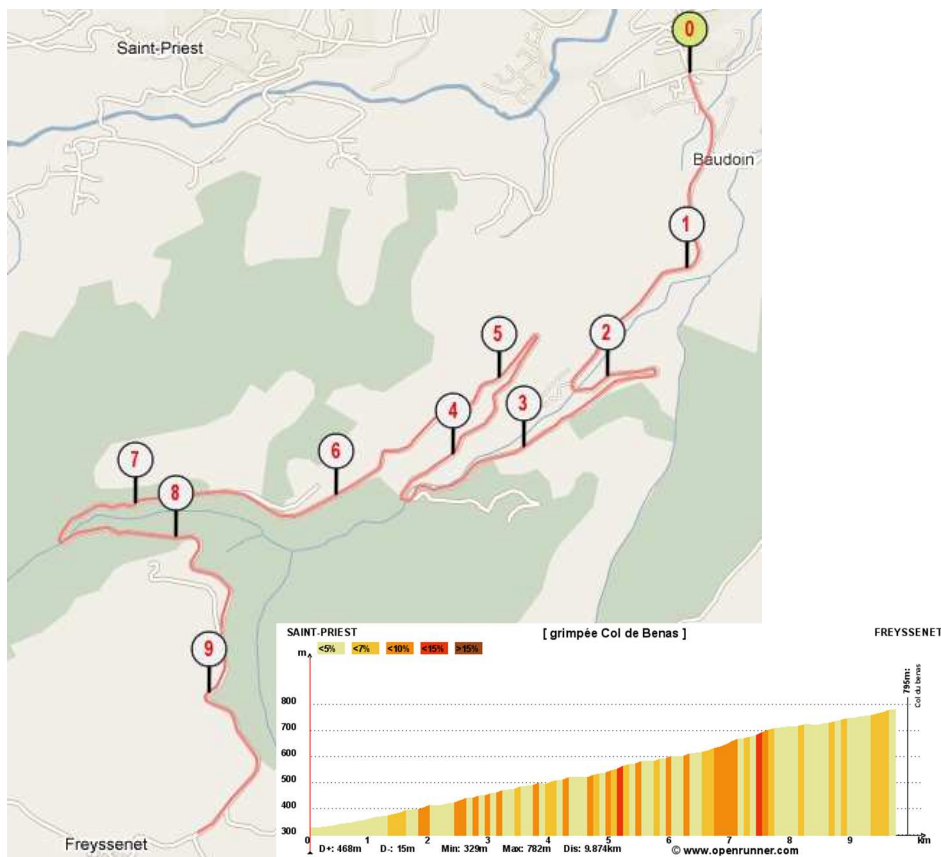 0
Saint-Priest
Baudoin
1
2
5
3
4
6
7
8
9
Freyssenet
SAINT-PRIEST [ grimpée Col de Benas ] FREYSSENET
m <5% <7% <10% <15% >15%
795m:
Col du benas
800
700
600
500
400
300
0 1 2 3 4 5 6 7 8 9 km
D+: 468m D-: 15m Min: 329m Max: 782m Dis: 9.874km © www.openrunner.com